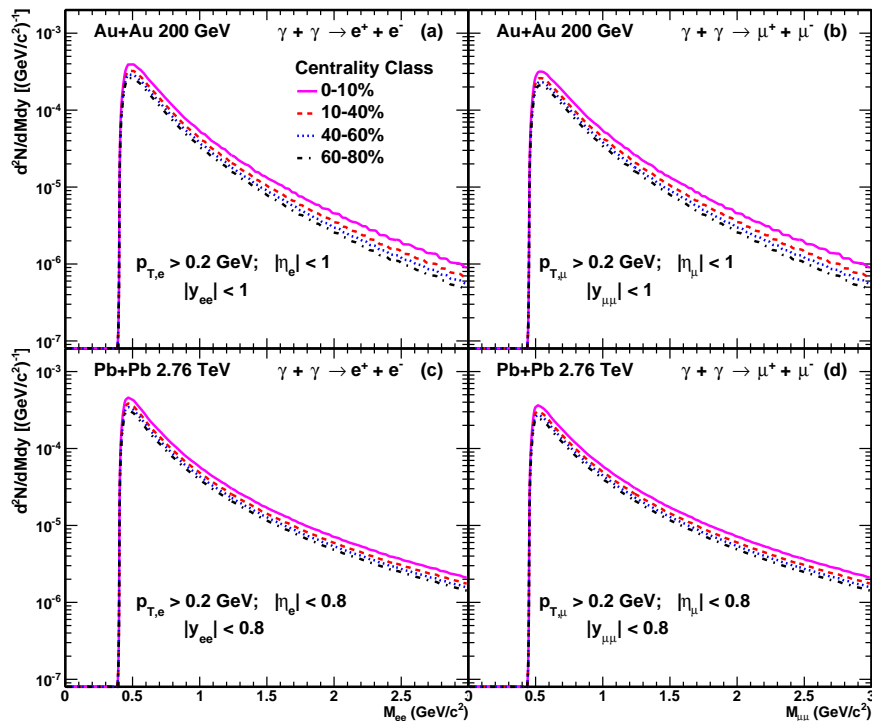 Au+Au 200 GeV γ + γ → e⁺ + e⁻ (a)
Centrality Class
0-10%
10-40%
40-60%
60-80%
p_T,e > 0.2 GeV; |η_e| < 1
|y_ee| < 1
d²N/dMdy [(GeV/c²)⁻¹]
10⁻³
10⁻⁴
10⁻⁵
10⁻⁶
10⁻⁷
Au+Au 200 GeV γ + γ → μ⁺ + μ⁻ (b)
p_T,μ > 0.2 GeV; |η_μ| < 1
|y_μμ| < 1
Pb+Pb 2.76 TeV γ + γ → e⁺ + e⁻ (c)
p_T,e > 0.2 GeV; |η_e| < 0.8
|y_ee| < 0.8
d²N/dMdy [(GeV/c²)⁻¹]
10⁻³
10⁻⁴
10⁻⁵
10⁻⁶
10⁻⁷
0 0.5 1 1.5 2 2.5 3
M_ee (GeV/c²)
Pb+Pb 2.76 TeV γ + γ → μ⁺ + μ⁻ (d)
p_T,μ > 0.2 GeV; |η_μ| < 0.8
|y_μμ| < 0.8
0.5 1 1.5 2 2.5 3
M_μμ (GeV/c²)